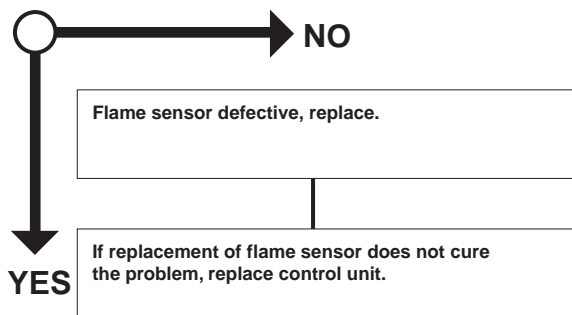 NO
Flame sensor defective, replace.
If replacement of flame sensor does not cure
the problem, replace control unit.
YES